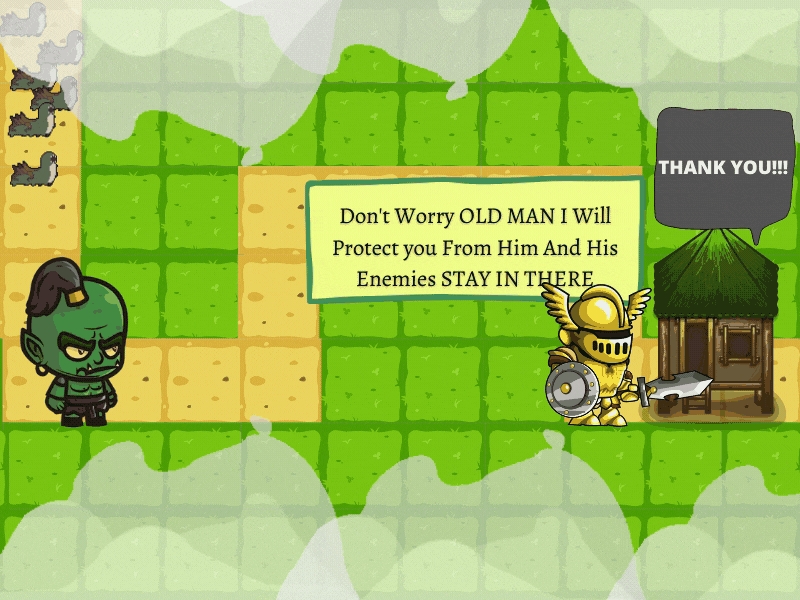 Don't Worry OLD MAN I Will
Protect you From Him And His
Enemies STAY IN THERE
THANK YOU!!!